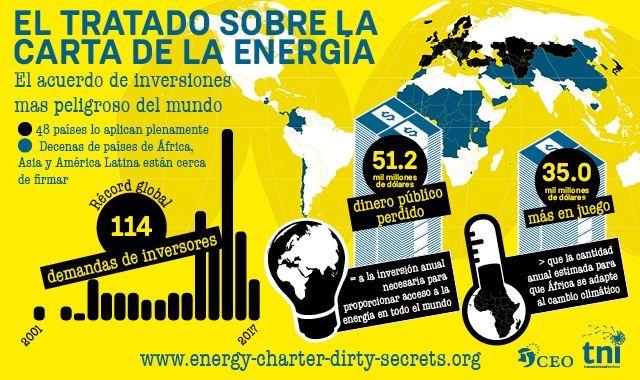 EL TRATADO SOBRE LA
CARTA DE LA ENERGÍA
El acuerdo de inversiones
mas peligroso del mundo
48 países lo aplican plenamente
Decenas de países de África,
Asia y América Latina están cerca
de firmar
Récord global
114
demandas de inversores
2001
2017
51.2
mil millones
de dólares
dinero público
perdido
= a la inversión anual
necesaria para
proporcionar acceso a la
energía en todo el mundo
35.0
mil millones
de dólares
más en juego
> que la cantidad
anual estimada para
que África se adapte
al cambio climático
$
$
$
www.energy-charter-dirty-secrets.org
CEO
tni
transnationalinstitute